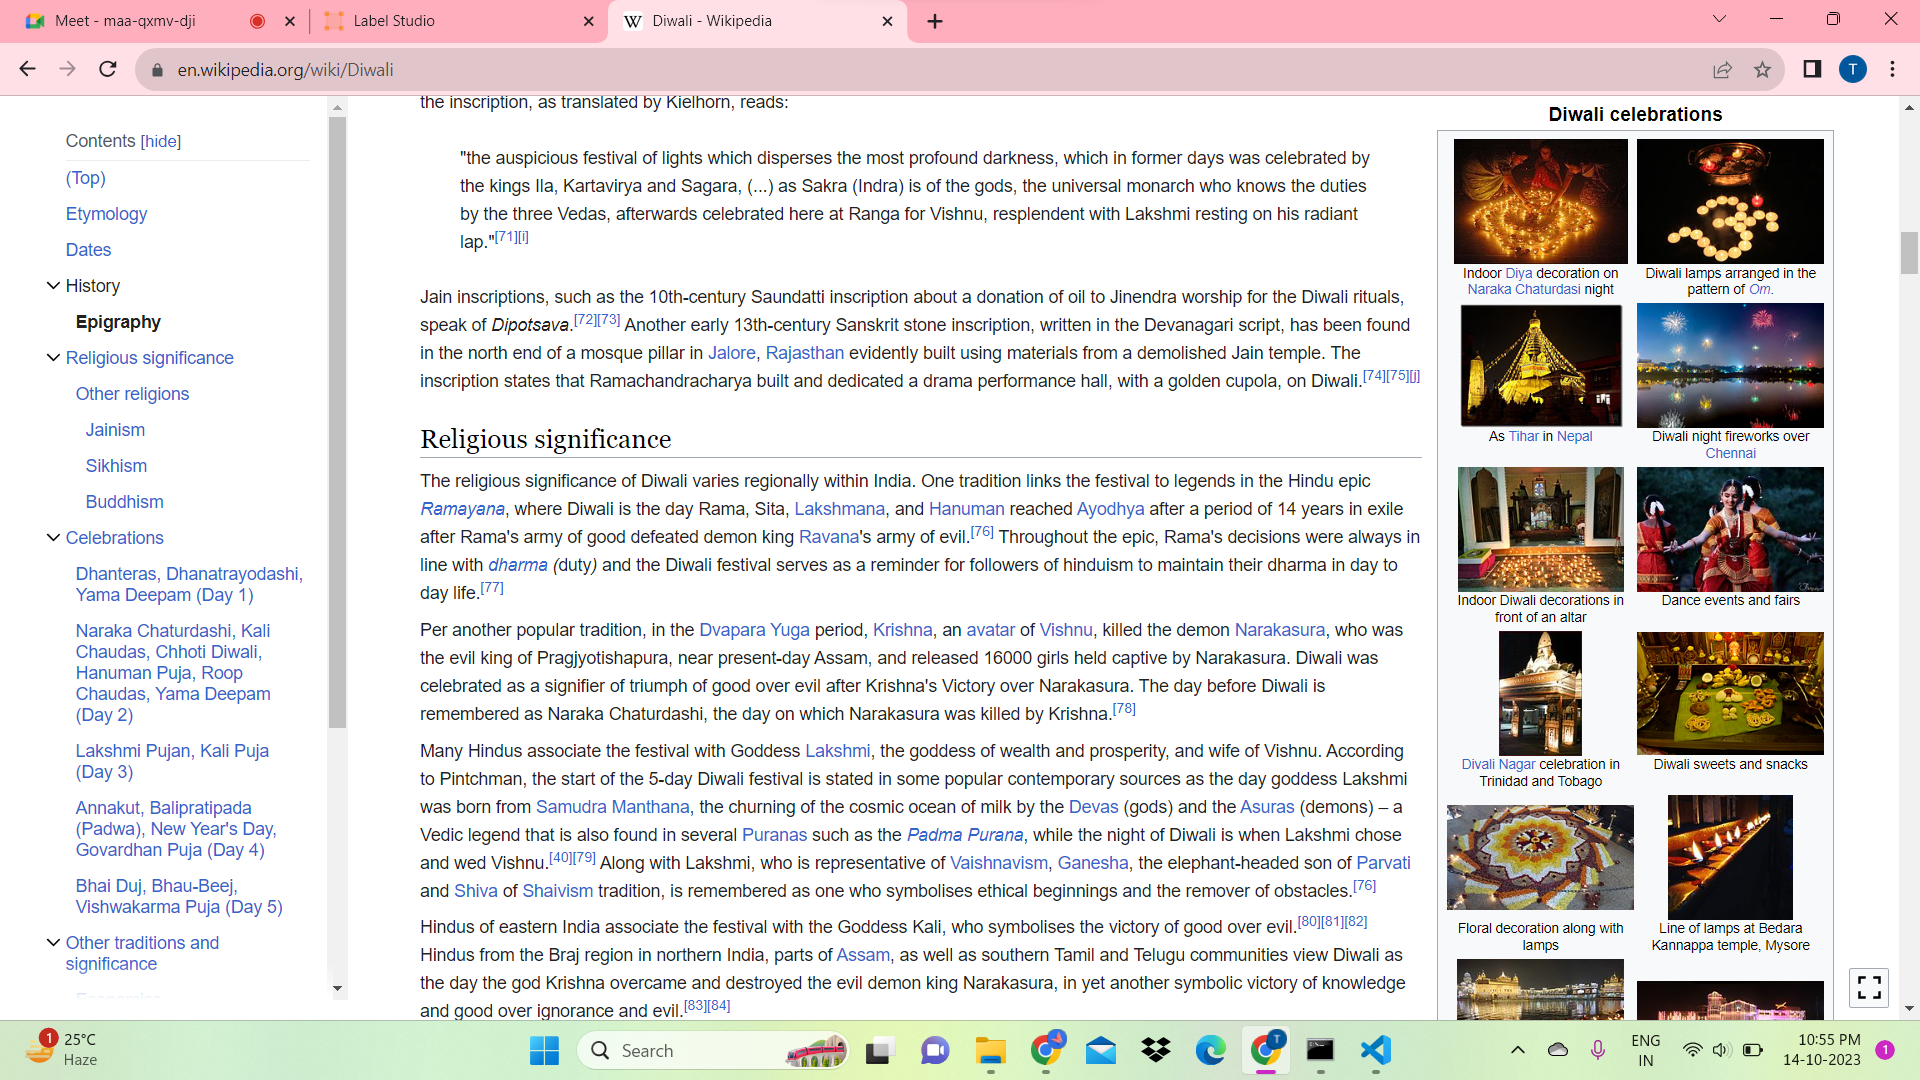 Meet - maa-qxmv-dji
Label Studio
Diwali - Wikipedia
en.wikipedia.org/wiki/Diwali
T
Contents [hide]
(Top)
Etymology
Dates
History
Epigraphy
Religious significance
Other religions
Jainism
Sikhism
Buddhism
Celebrations
Dhanteras, Dhanatrayodashi,
Yama Deepam (Day 1)
Naraka Chaturdashi, Kali
Chaudas, Chhoti Diwali,
Hanuman Puja, Roop
Chaudas, Yama Deepam
(Day 2)
Lakshmi Pujan, Kali Puja
(Day 3)
Annakut, Balipratipada
(Padwa), New Year's Day,
Govardhan Puja (Day 4)
Bhai Duj, Bhau-Beej,
Vishwakarma Puja (Day 5)
Other traditions and
significance
the inscription, as translated by Kielhorn, reads:
"the auspicious festival of lights which disperses the most profound darkness, which in former days was celebrated by
the kings Ila, Kartavirya and Sagara, (...) as Sakra (Indra) is of the gods, the universal monarch who knows the duties
by the three Vedas, afterwards celebrated here at Ranga for Vishnu, resplendent with Lakshmi resting on his radiant
lap."[71][i]
Jain inscriptions, such as the 10th-century Saundatti inscription about a donation of oil to Jinendra worship for the Diwali rituals,
speak of Dipotsava.[72][73] Another early 13th-century Sanskrit stone inscription, written in the Devanagari script, has been found
in the north end of a mosque pillar in Jalore, Rajasthan evidently built using materials from a demolished Jain temple. The
inscription states that Ramachandracharya built and dedicated a drama performance hall, with a golden cupola, on Diwali.[74][75][j]
Religious significance
The religious significance of Diwali varies regionally within India. One tradition links the festival to legends in the Hindu epic
Ramayana, where Diwali is the day Rama, Sita, Lakshmana, and Hanuman reached Ayodhya after a period of 14 years in exile
after Rama's army of good defeated demon king Ravana's army of evil.[76] Throughout the epic, Rama's decisions were always in
line with dharma (duty) and the Diwali festival serves as a reminder for followers of hinduism to maintain their dharma in day to
day life.[77]
Per another popular tradition, in the Dvapara Yuga period, Krishna, an avatar of Vishnu, killed the demon Narakasura, who was
the evil king of Pragjyotishapura, near present-day Assam, and released 16000 girls held captive by Narakasura. Diwali was
celebrated as a signifier of triumph of good over evil after Krishna's Victory over Narakasura. The day before Diwali is
remembered as Naraka Chaturdashi, the day on which Narakasura was killed by Krishna.[78]
Many Hindus associate the festival with Goddess Lakshmi, the goddess of wealth and prosperity, and wife of Vishnu. According
to Pintchman, the start of the 5-day Diwali festival is stated in some popular contemporary sources as the day goddess Lakshmi
was born from Samudra Manthana, the churning of the cosmic ocean of milk by the Devas (gods) and the Asuras (demons) – a
Vedic legend that is also found in several Puranas such as the Padma Purana, while the night of Diwali is when Lakshmi chose
and wed Vishnu.[40][79] Along with Lakshmi, who is representative of Vaishnavism, Ganesha, the elephant-headed son of Parvati
and Shiva of Shaivism tradition, is remembered as one who symbolises ethical beginnings and the remover of obstacles.[76]
Hindus of eastern India associate the festival with the Goddess Kali, who symbolises the victory of good over evil.[80][81][82]
Hindus from the Braj region in northern India, parts of Assam, as well as southern Tamil and Telugu communities view Diwali as
the day the god Krishna overcame and destroyed the evil demon king Narakasura, in yet another symbolic victory of knowledge
and good over ignorance and evil.[83][84]
Diwali celebrations
Indoor Diya decoration on
Naraka Chaturdasi night
Diwali lamps arranged in the
pattern of Om.
As Tihar in Nepal
Diwali night fireworks over
Chennai
Indoor Diwali decorations in
front of an altar
Dance events and fairs
Divali Nagar celebration in
Trinidad and Tobago
Diwali sweets and snacks
Floral decoration along with
lamps
Line of lamps at Bedara
Kannappa temple, Mysore
1
25°C
Haze
Search
T
ENG
IN
10:55 PM
14-10-2023
1